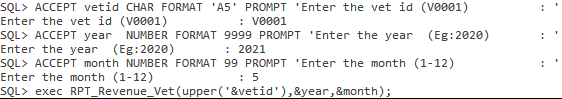 SQL> ACCEPT vetid CHAR FORMAT 'A5' PROMPT 'Enter the vet id (V0001)           : '
Enter the vet id (V0001)           : V0001
SQL> ACCEPT year  NUMBER FORMAT 9999 PROMPT 'Enter the year  (Eg:2020)        : '
Enter the year  (Eg:2020)        : 2021
SQL> ACCEPT month NUMBER FORMAT 99 PROMPT 'Enter the month (1-12)            : '
Enter the month (1-12)            : 5
SQL> exec RPT_Revenue_Vet(upper('&vetid'),&year,&month);